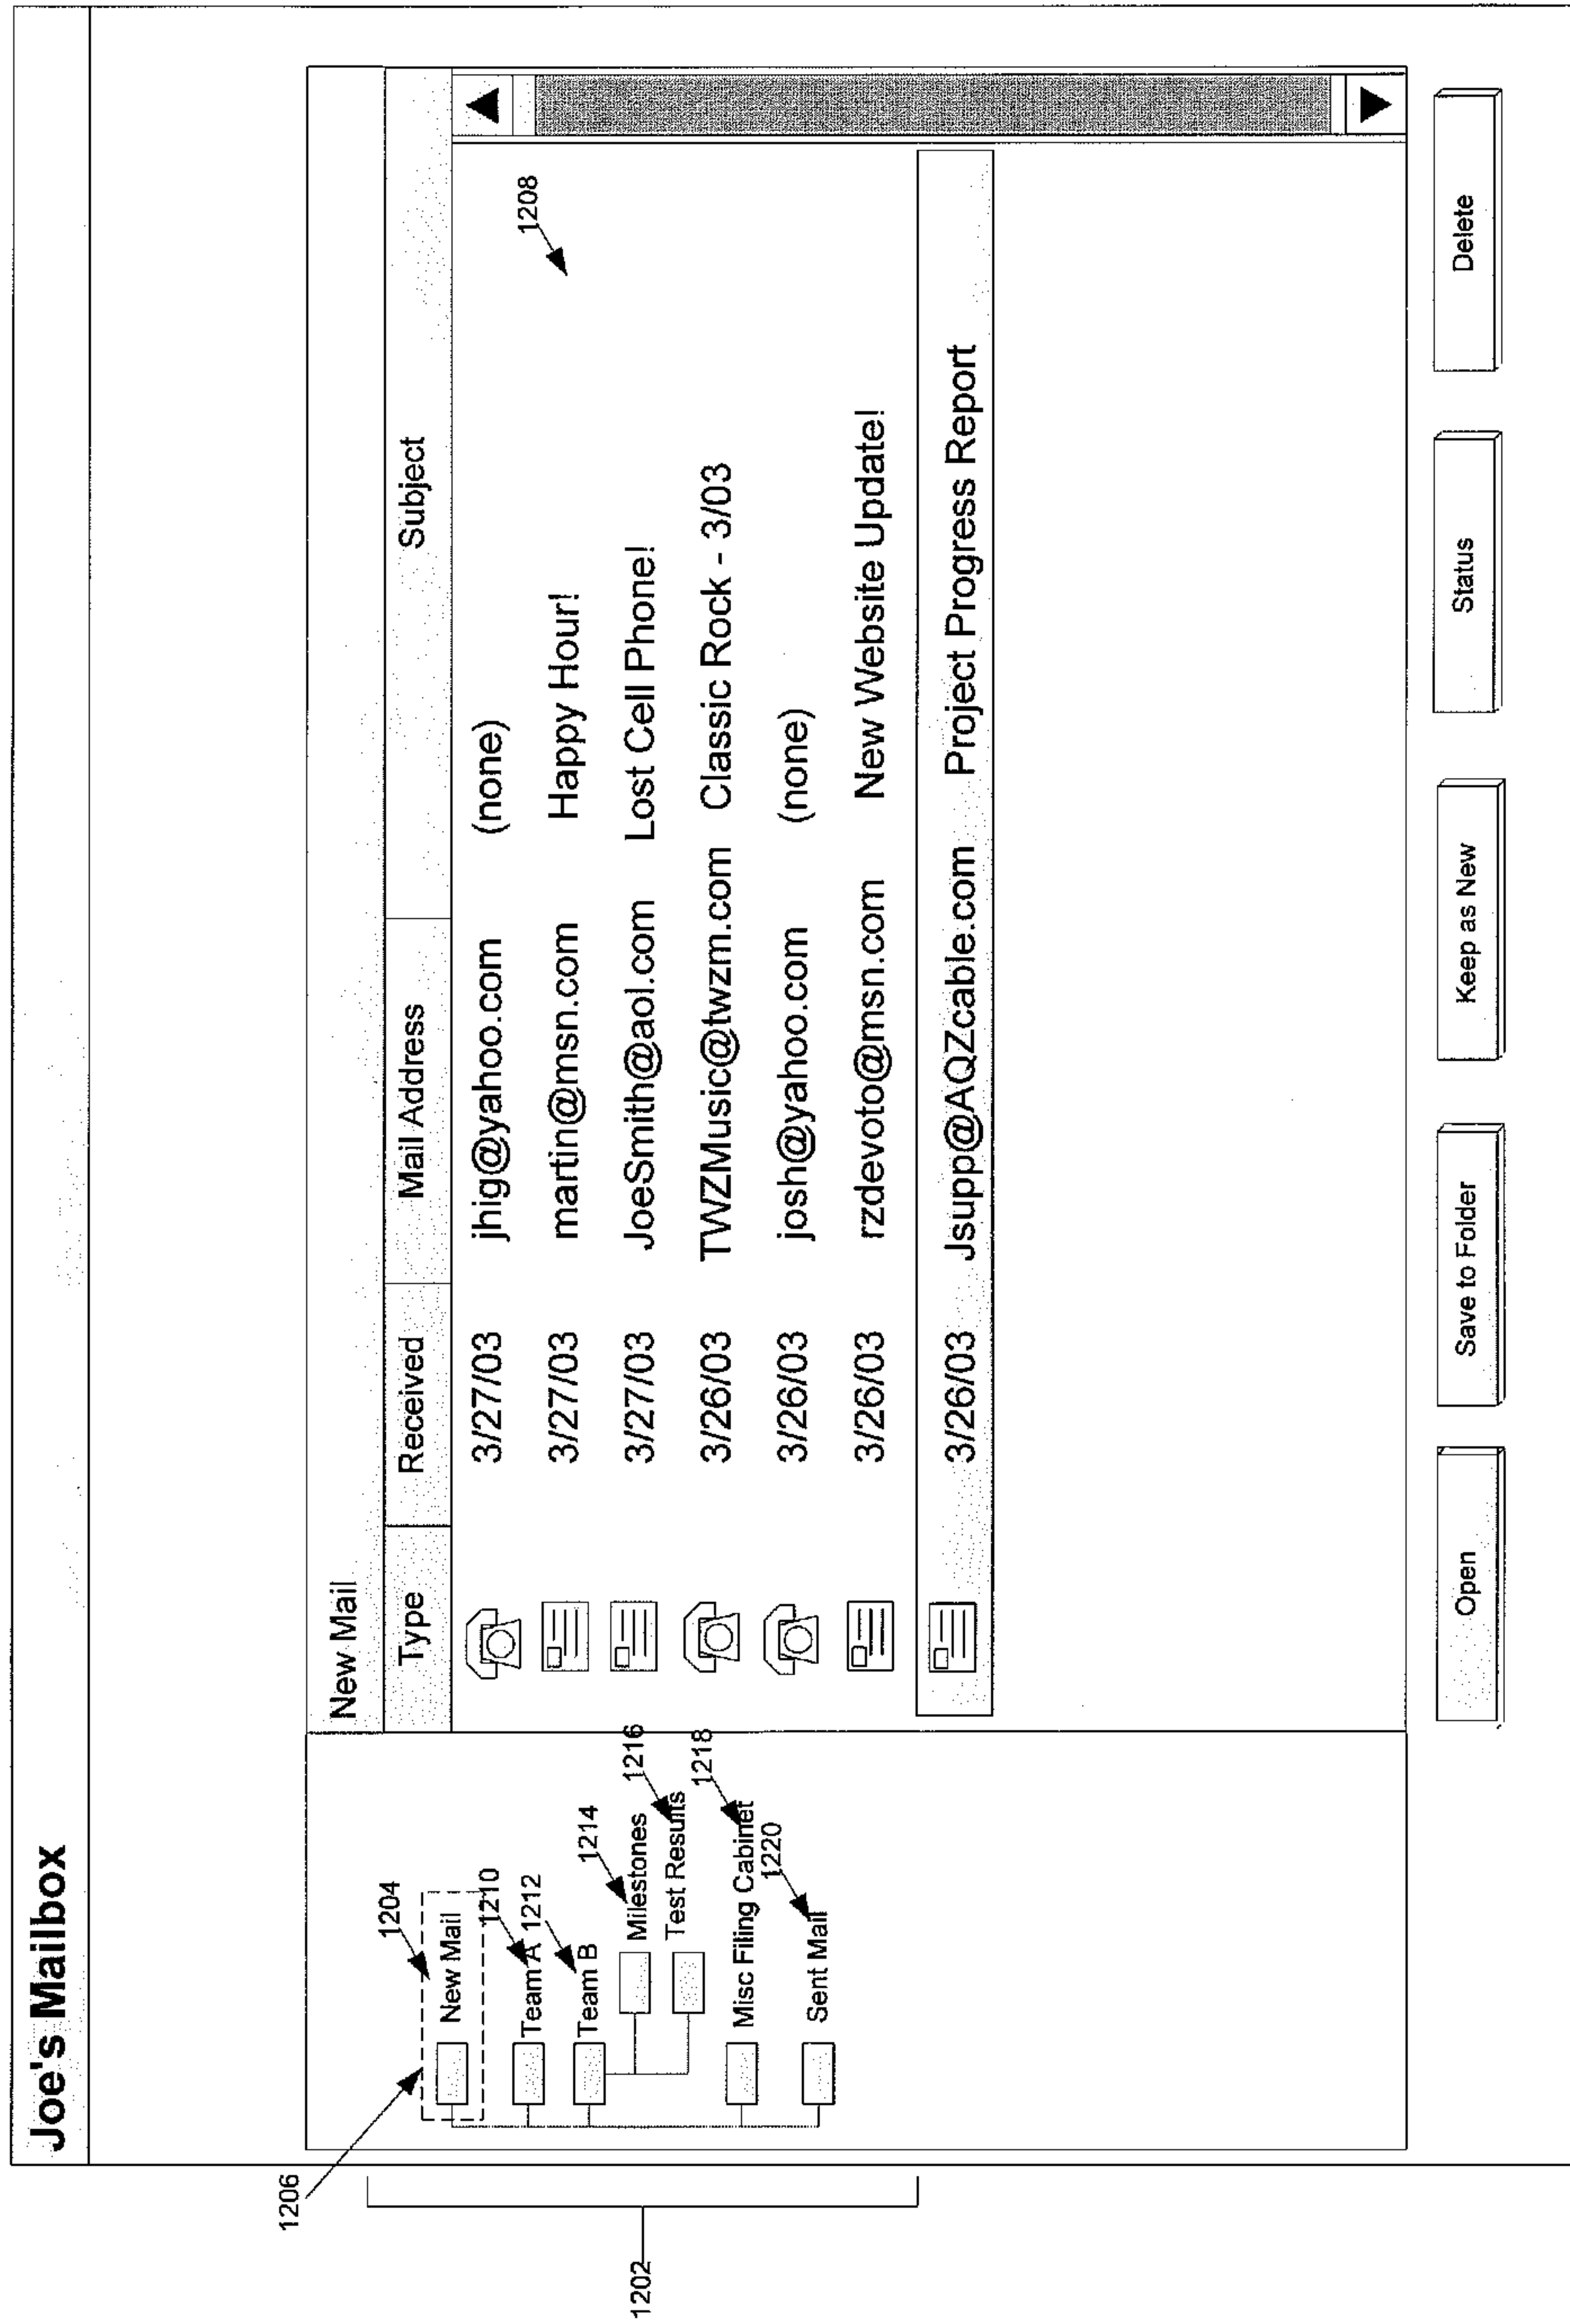 Joe's Mailbox
1206
1202
1204
New Mail
1210
Team A
1212
Team B
1214
Milestones
1216
Test Results
1218
Misc Filing Cabinet
1220
Sent Mail
New Mail
Type Received Mail Address Subject
3/27/03 jhig@yahoo.com (none)
3/27/03 martin@msn.com Happy Hour!
3/27/03 JoeSmith@aol.com Lost Cell Phone!
3/26/03 TWZMusic@twzm.com Classic Rock - 3/03
3/26/03 josh@yahoo.com (none)
3/26/03 rzdevoto@msn.com New Website Update!
3/26/03 Jsupp@AQZcable.com Project Progress Report
1208
Open Save to Folder Keep as New Status Delete